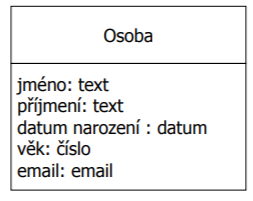 Osoba
jméno: text
příjmení: text
datum narození : datum
věk: číslo
email: email